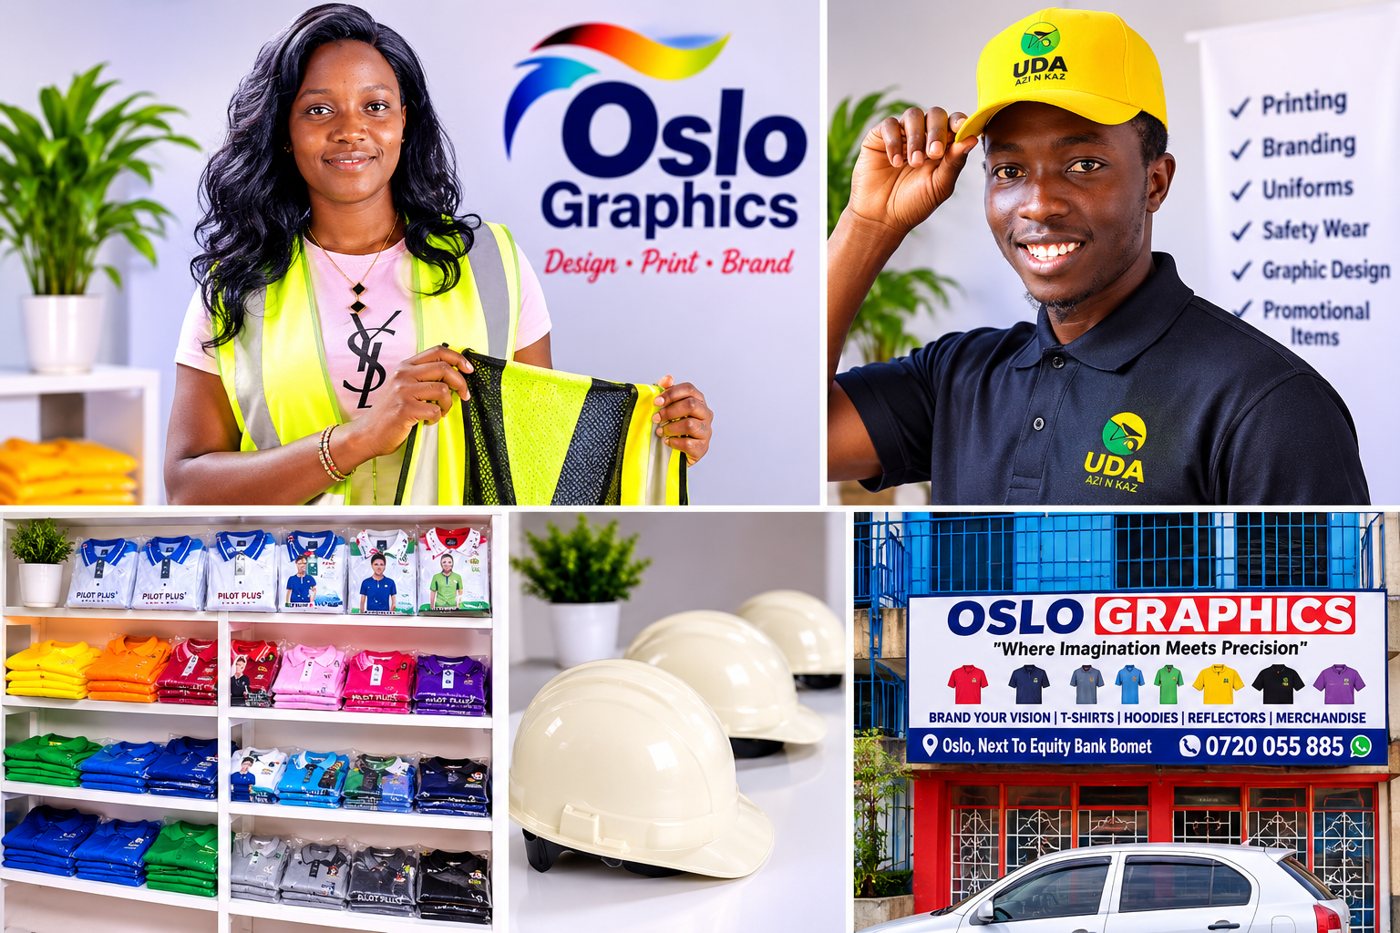 Oslo
Graphics
Design • Print • Brand
YSL
UDA
AZI N KAZ
✓ Printing
✓ Branding
✓ Uniforms
✓ Safety Wear
✓ Graphic Design
✓ Promotional
Items
UDA
AZI N KAZ
PILOT PLUS+
PILOT PLUS+
PILOT PLUS+
OSLO GRAPHICS
"Where Imagination Meets Precision"
BRAND YOUR VISION | T-SHIRTS | HOODIES | REFLECTORS | MERCHANDISE
Oslo, Next To Equity Bank Bomet
0720 055 885